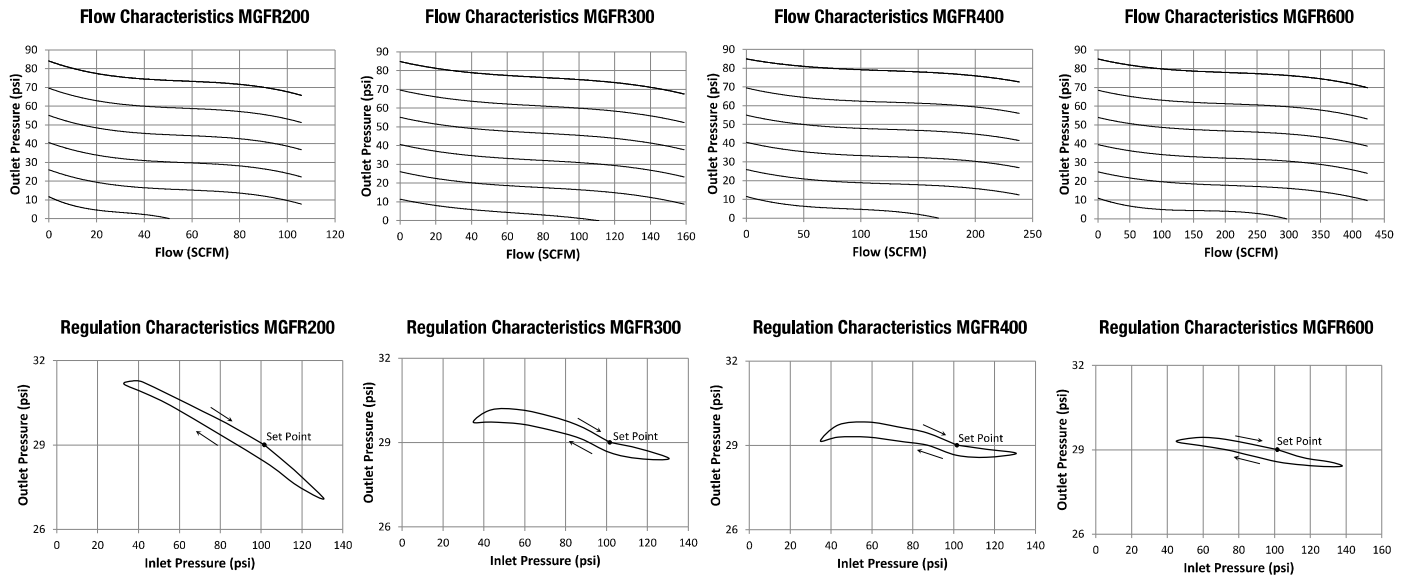 Flow Characteristics MGFR200
Outlet Pressure (psi)
90
80
70
60
50
40
30
20
10
0
0 20 40 60 80 100 120
Flow (SCFM)
Flow Characteristics MGFR300
Outlet Pressure (psi)
90
80
70
60
50
40
30
20
10
0
0 20 40 60 80 100 120 140 160
Flow (SCFM)
Flow Characteristics MGFR400
Outlet Pressure (psi)
90
80
70
60
50
40
30
20
10
0
0 50 100 150 200 250
Flow (SCFM)
Flow Characteristics MGFR600
Outlet Pressure (psi)
90
80
70
60
50
40
30
20
10
0
0 50 100 150 200 250 300 350 400 450
Flow (SCFM)
Regulation Characteristics MGFR200
Outlet Pressure (psi)
32
29
26
Set Point
0 20 40 60 80 100 120 140
Inlet Pressure (psi)
Regulation Characteristics MGFR300
Outlet Pressure (psi)
32
29
26
Set Point
0 20 40 60 80 100 120 140
Inlet Pressure (psi)
Regulation Characteristics MGFR400
Outlet Pressure (psi)
32
29
26
Set Point
0 20 40 60 80 100 120 140
Inlet Pressure (psi)
Regulation Characteristics MGFR600
Outlet Pressure (psi)
32
29
26
Set Point
0 20 40 60 80 100 120 140 160
Inlet Pressure (psi)